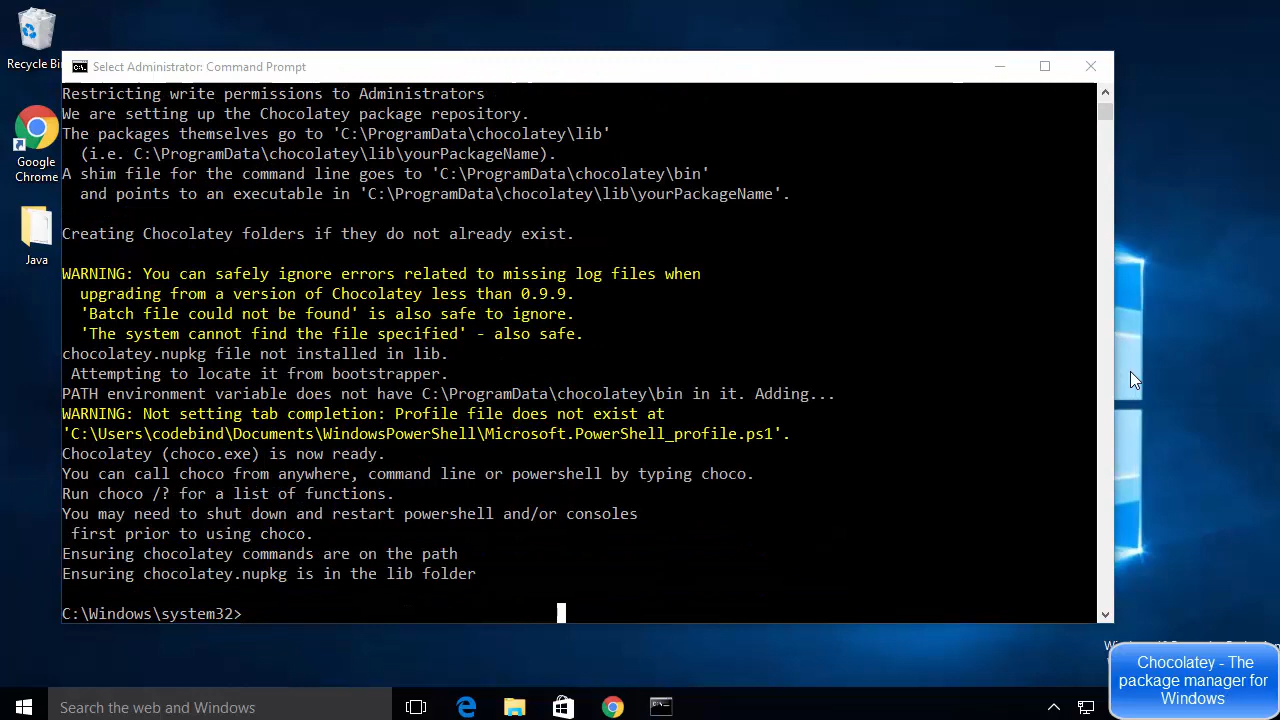 Recycle Bin
Select Administrator: Command Prompt
Restricting write permissions to Administrators
We are setting up the Chocolatey package repository.
The packages themselves go to 'C:\ProgramData\chocolatey\lib'
(i.e. C:\ProgramData\chocolatey\lib\yourPackageName).
A shim file for the command line goes to 'C:\ProgramData\chocolatey\bin'
and points to an executable in 'C:\ProgramData\chocolatey\lib\yourPackageName'.
Creating Chocolatey folders if they do not already exist.
WARNING: You can safely ignore errors related to missing log files when
upgrading from a version of Chocolatey less than 0.9.9.
'Batch file could not be found' is also safe to ignore.
'The system cannot find the file specified' - also safe.
chocolatey.nupkg file not installed in lib.
Attempting to locate it from bootstrapper.
PATH environment variable does not have C:\ProgramData\chocolatey\bin in it. Adding...
WARNING: Not setting tab completion: Profile file does not exist at
'C:\Users\codebind\Documents\WindowsPowerShell\Microsoft.PowerShell_profile.ps1'.
Chocolatey (choco.exe) is now ready.
You can call choco from anywhere, command line or powershell by typing choco.
Run choco /? for a list of functions.
You may need to shut down and restart powershell and/or consoles
first prior to using choco.
Ensuring chocolatey commands are on the path
Ensuring chocolatey.nupkg is in the lib folder
C:\Windows\system32>
Google
Chrome
Java
Chocolatey - The
package manager for
Windows
Search the web and Windows